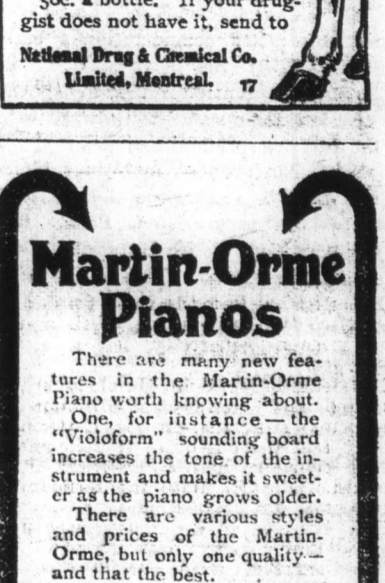 50c. a bottle. If your drug-
gist does not have it, send to
National Drug & Chemical Co.
Limited, Montreal. 17
Martin-Orme
Pianos
There are many new fea-
tures in the Martin-Orme
Piano worth knowing about.
One, for instance — the
"Violoform" sounding board
increases the tone of the in-
strument and makes it sweet-
er as the piano grows older.
There are various styles
and prices of the Martin-
Orme, but only one quality —
and that the best.